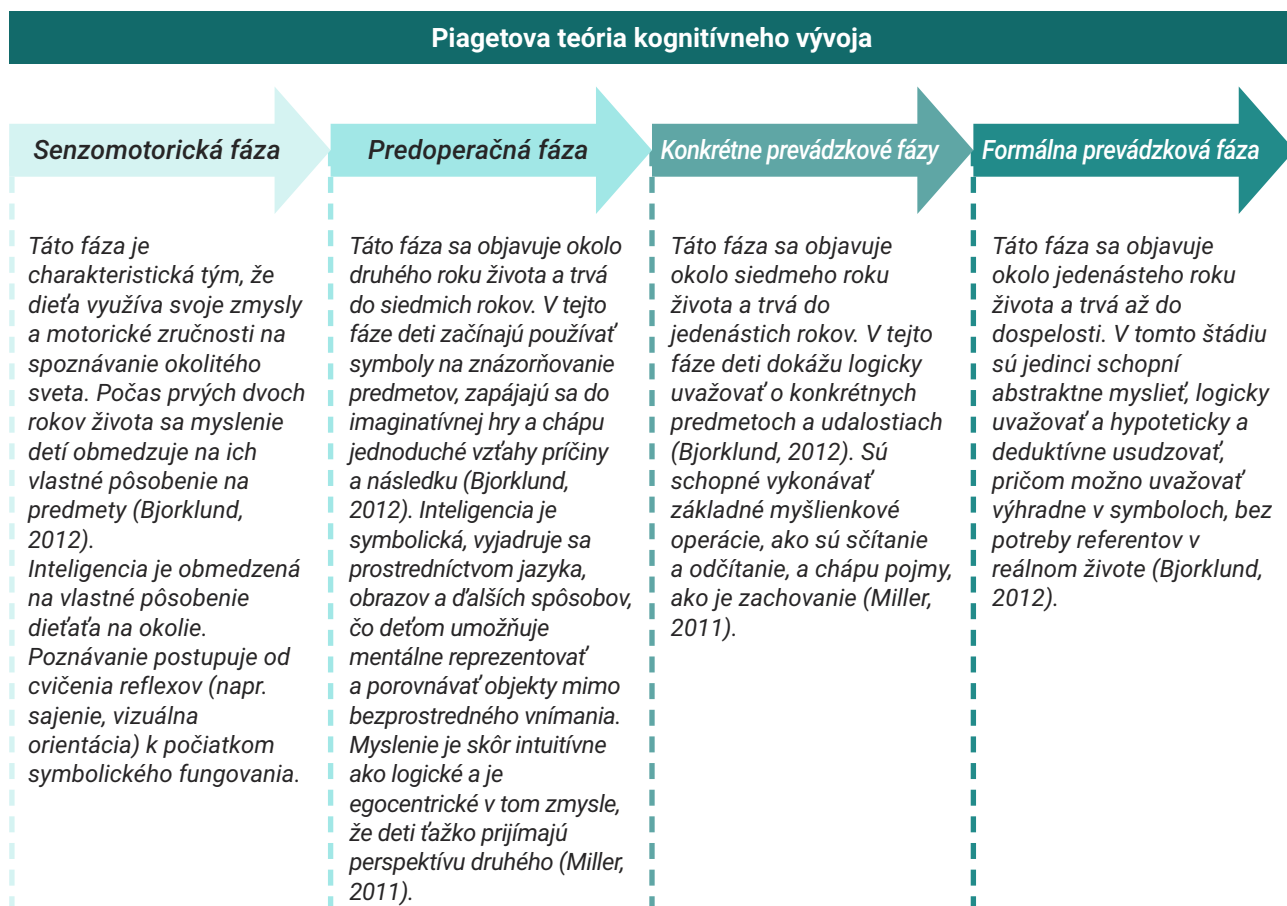 Piagetova teória kognitívneho vývoja
Senzomotorická fáza
Táto fáza je
charakteristická tým, že
dieťa využíva svoje zmysly
a motorické zručnosti na
spoznávanie okolitého
sveta. Počas prvých dvoch
rokov života sa myslenie
detí obmedzuje na ich
vlastné pôsobenie na
predmety (Bjorklund,
2012).
Inteligencia je obmedzená
na vlastné pôsobenie
dieťaťa na okolie.
Poznávanie postupuje od
cvičenia reflexov (napr.
sajenie, vizuálna
orientácia) k počiatkom
symbolického fungovania.
Predoperačná fáza
Táto fáza sa objavuje okolo
druhého roku života a trvá
do siedmich rokov. V tejto
fáze deti začínajú používať
symboly na znázorňovanie
predmetov, zapájajú sa do
imaginatívnej hry a chápu
jednoduché vzťahy príčiny
a následku (Bjorklund,
2012). Inteligencia je
symbolická, vyjadruje sa
prostredníctvom jazyka,
obrazov a ďalších spôsobov,
čo deťom umožňuje
mentálne reprezentovať
a porovnávať objekty mimo
bezprostredného vnímania.
Myslenie je skôr intuitívne
ako logické a je
egocentrické v tom zmysle,
že deti ťažko prijímajú
perspektívu druhého (Miller,
2011).
Konkrétne prevádzkové fázy
Táto fáza sa objavuje
okolo siedmeho roku
života a trvá do
jedenástich rokov. V tejto
fáze deti dokážu logicky
uvažovať o konkrétnych
predmetoch a udalostiach
(Bjorklund, 2012). Sú
schopné vykonávať
základné myšlienkové
operácie, ako sú sčítanie
a odčítanie, a chápu pojmy,
ako je zachovanie (Miller,
2011).
Formálna prevádzková fáza
Táto fáza sa objavuje
okolo jedenásteho roku
života a trvá až do
dospelosti. V tomto štádiu
sú jedinci schopní
abstraktne myslieť, logicky
uvažovať a hypoteticky a
deduktívne usudzovať,
pričom možno uvažovať
výhradne v symboloch, bez
potreby referentov v
reálnom živote (Bjorklund,
2012).